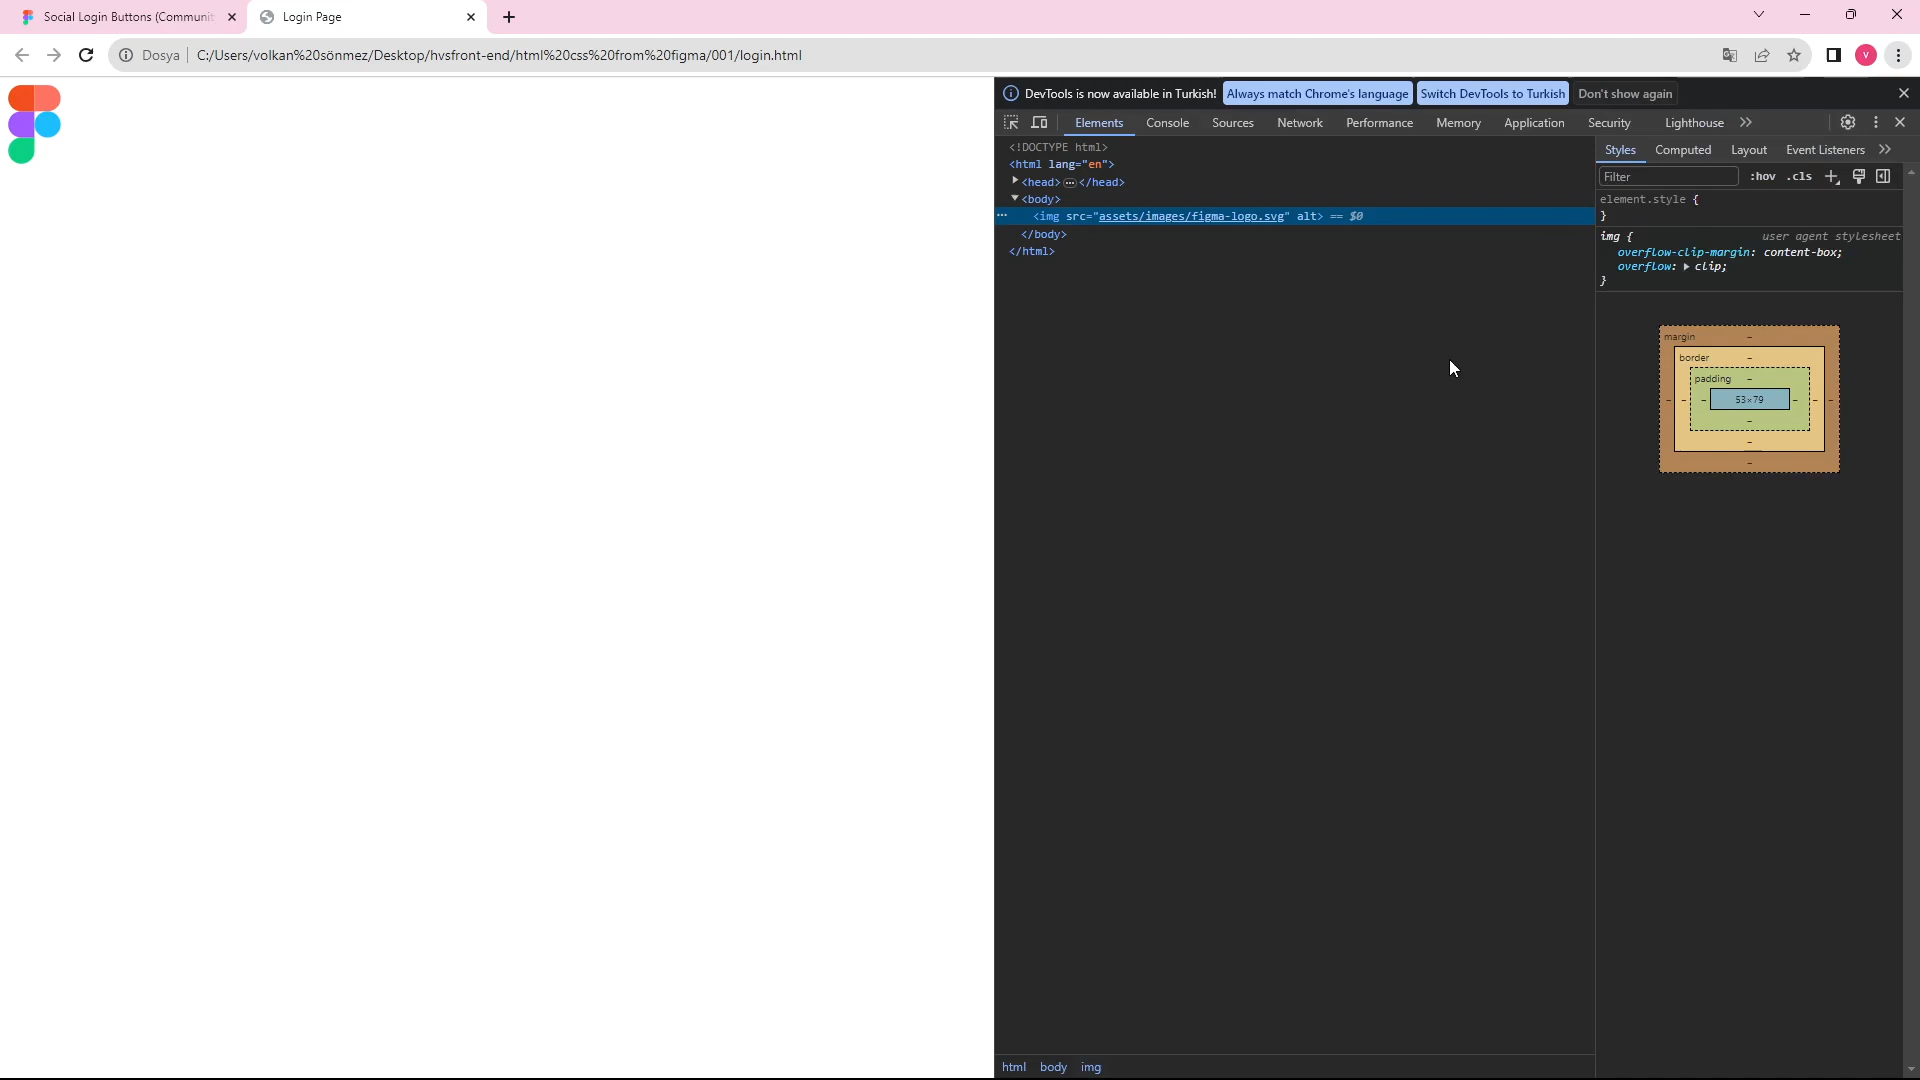 Social Login Buttons (Communit
Login Page
Dosya
C:/Users/volkan%20sönmez/Desktop/hvsfront-end/html%20css%20from%20figma/001/login.html
V
DevTools is now available in Turkish! Always match Chrome's language Switch DevTools to Turkish Don't show again
Elements Console Sources Network Performance Memory Application Security Lighthouse
<!DOCTYPE html>
<html lang="en">
<head>…</head>
<body>
<img src="assets/images/figma-logo.svg" alt> == $0
</body>
</html>
Styles Computed Layout Event Listeners
Filter :hov .cls
element.style {
}
img { user agent stylesheet
overflow-clip-margin: content-box;
overflow: clip;
}
margin –
border –
padding –
– – – 53×79 – – –
–
–
–
html body img